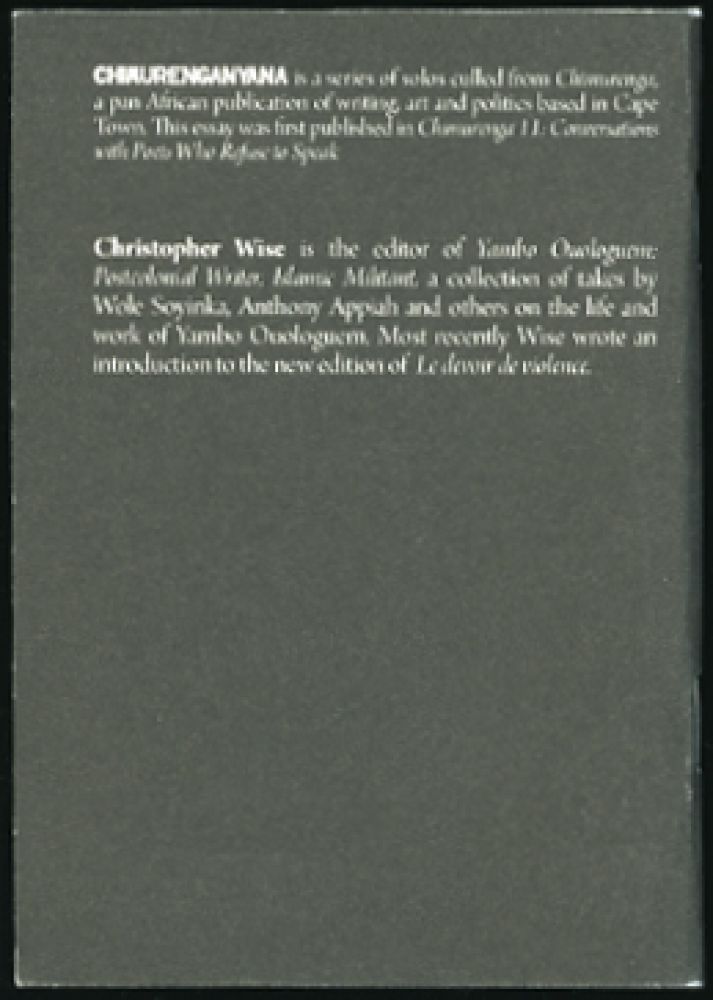 CHIMURENGANYANA is a series of solos culled from Chimurenga,
a pan African publication of writing, art and politics based in Cape
Town. This essay was first published in Chimurenga 11: Conversations
with Poets Who Refuse to Speak
Christopher Wise is the editor of Yambo Ouologuem:
Postcolonial Writer, Islamic Militant, a collection of takes by
Wole Soyinka, Anthony Appiah and others on the life and
work of Yambo Ouologuem. Most recently Wise wrote an
introduction to the new edition of Le devoir de violence.